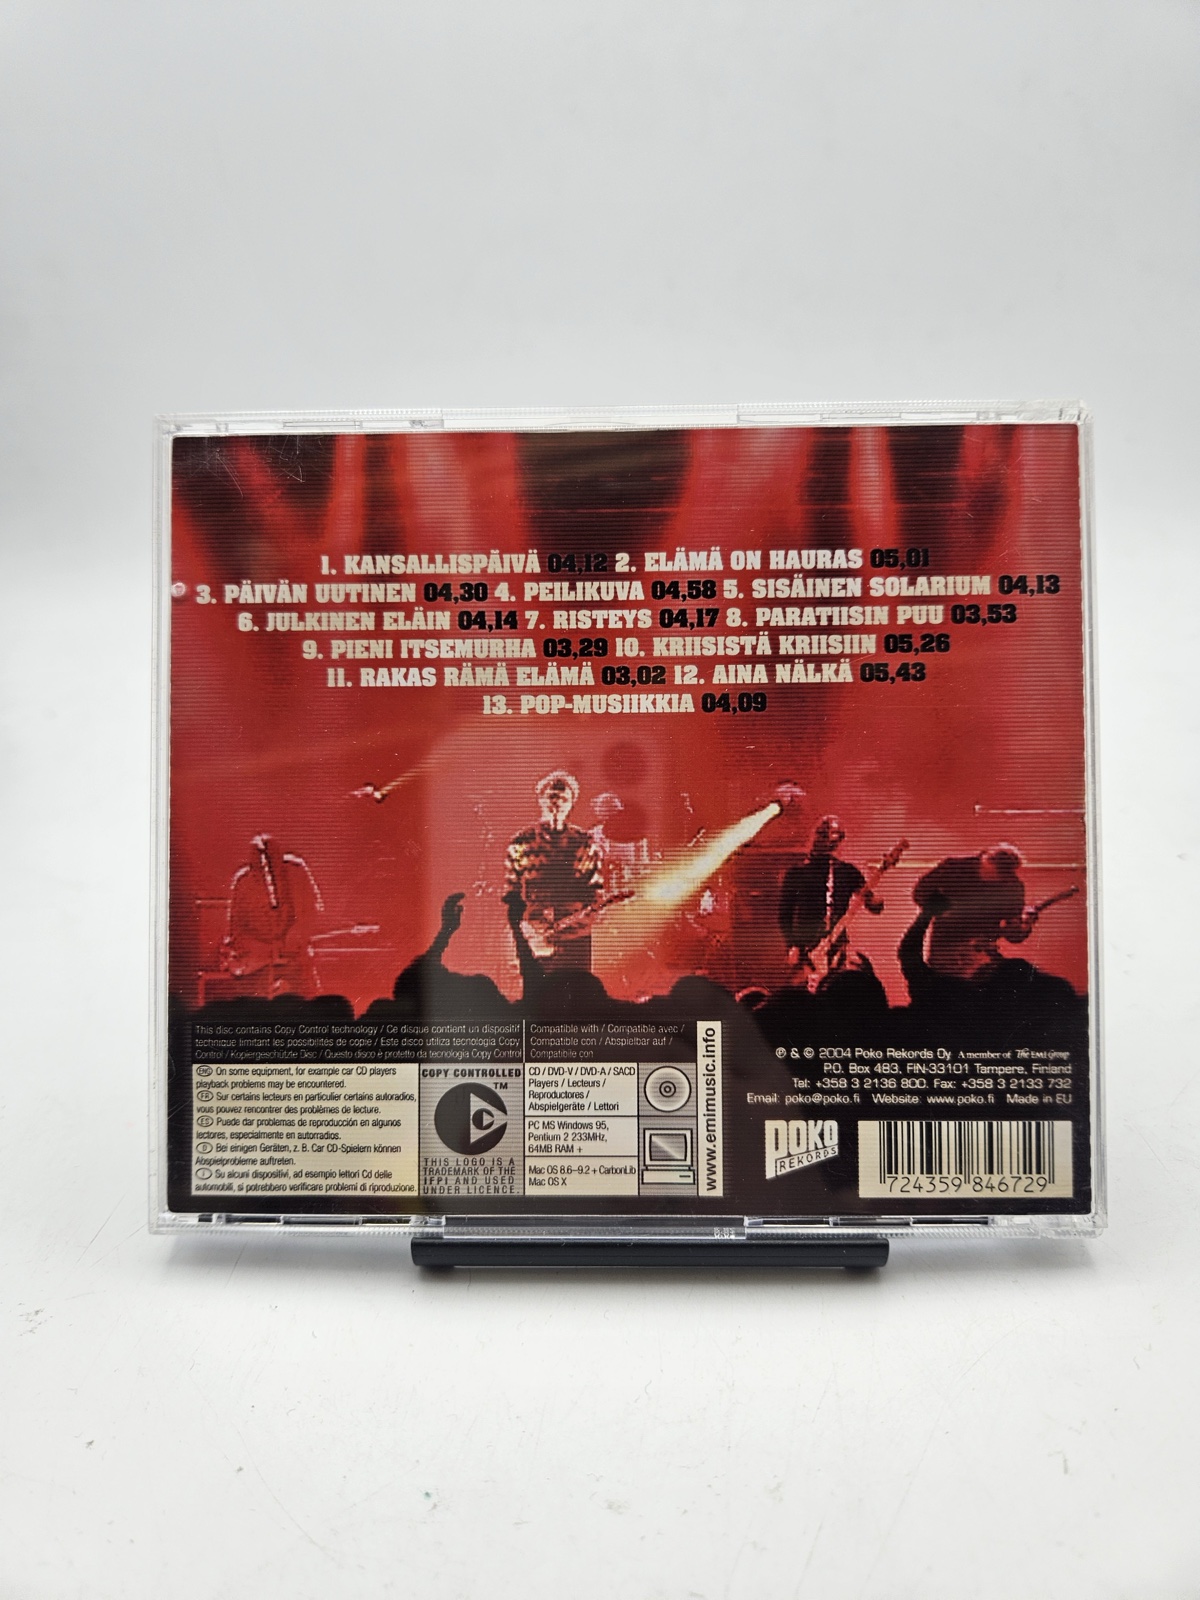 1. KANSALLISPÄIVÄ 04,12 2. ELÄMÄ ON HAURAS 05,01
3. PÄIVÄN UUTINEN 04,30 4. PEILIKUVA 04,58 5. SISÄINEN SOLARIUM 04,13
6. JULKINEN ELÄIN 04,14 7. RISTEYS 04,17 8. PARATIISIN PUU 03,53
9. PIENI ITSEMURHA 03,29 10. KRIISISTÄ KRIISIIN 05,26
11. RAKAS RÄMÄ ELÄMÄ 03,02 12. AINA NÄLKÄ 05,43
13. POP-MUSIIKKIA 04,09
This disc contains Copy Control technology / Ce disque contient un dispositif
technique limitant les possibilités de copie / Este disco utiliza tecnología Copy
Control / Kopiergeschützte Disc / Questo disco è protetto da tecnologia Copy Control
ENG On some equipment, for example car CD players
playback problems may be encountered.
FR Sur certains lecteurs en particulier certains autoradios,
vous pouvez rencontrer des problèmes de lecture.
ES Puede dar problemas de reproducción en algunos
lectores, especialmente en autorradios.
D Bei einigen Geräten, z. B. Car CD-Spielern können
Abspielprobleme auftreten.
I Su alcuni dispositivi, ad esempio lettori Cd delle
automobili, si potrebbero verificare problemi di riproduzione.
COPY CONTROLLED
TM
THIS LOGO IS A
TRADEMARK OF THE
IFPI AND USED
UNDER LICENCE.
Compatible with / Compatible avec /
Compatible con / Abspielbar auf /
Compatibile con
CD / DVD-V / DVD-A / SACD
Players / Lecteurs /
Reproductores /
Abspielgeräte / Lettori
PC MS Windows 95,
Pentium 2 233MHz,
64MB RAM +
Mac OS 8.6-9.2 + CarbonLib
Mac OS X
www.emimusic.info
℗ & © 2004 Poko Rekords Oy A member of The EMI Group
P.O. Box 483, FIN-33101 Tampere, Finland
Tel: +358 3 2136 800. Fax: +358 3 2133 732
Email: poko@poko.fi Website: www.poko.fi Made in EU
POKO
REKORDS
724359 846729